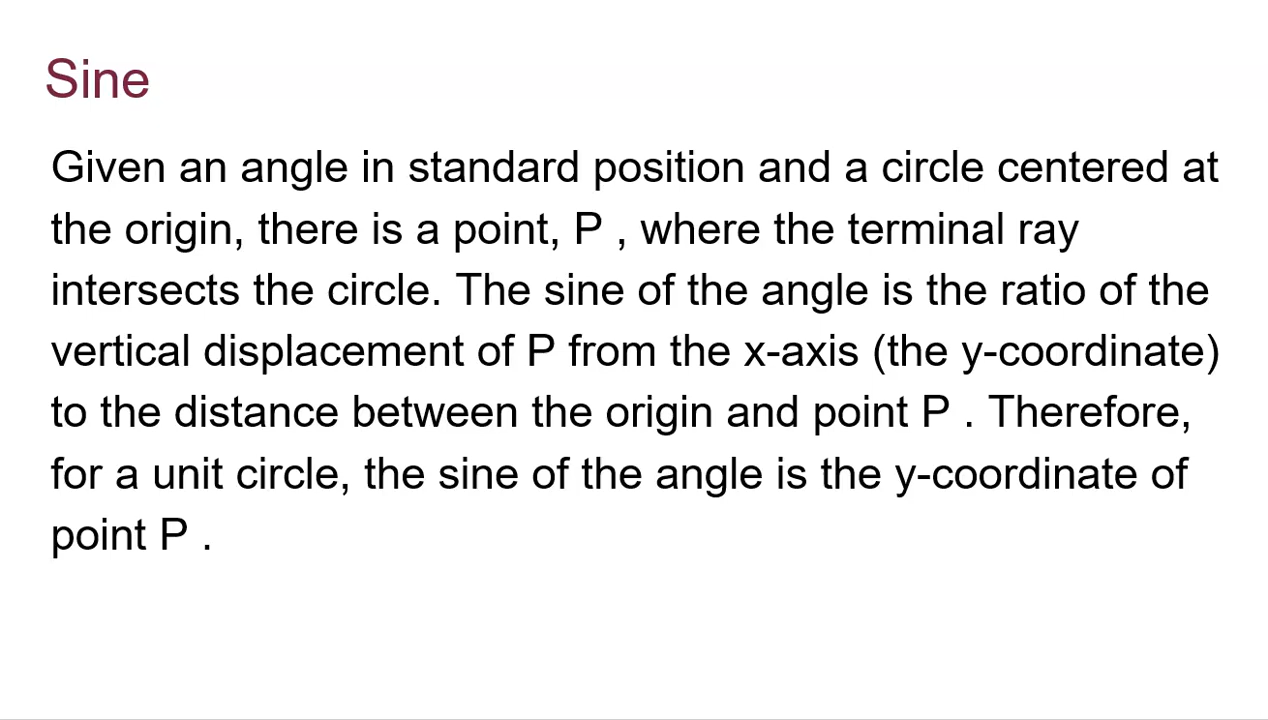 Sine
Given an angle in standard position and a circle centered at
the origin, there is a point, P , where the terminal ray
intersects the circle. The sine of the angle is the ratio of the
vertical displacement of P from the x-axis (the y-coordinate)
to the distance between the origin and point P . Therefore,
for a unit circle, the sine of the angle is the y-coordinate of
point P .